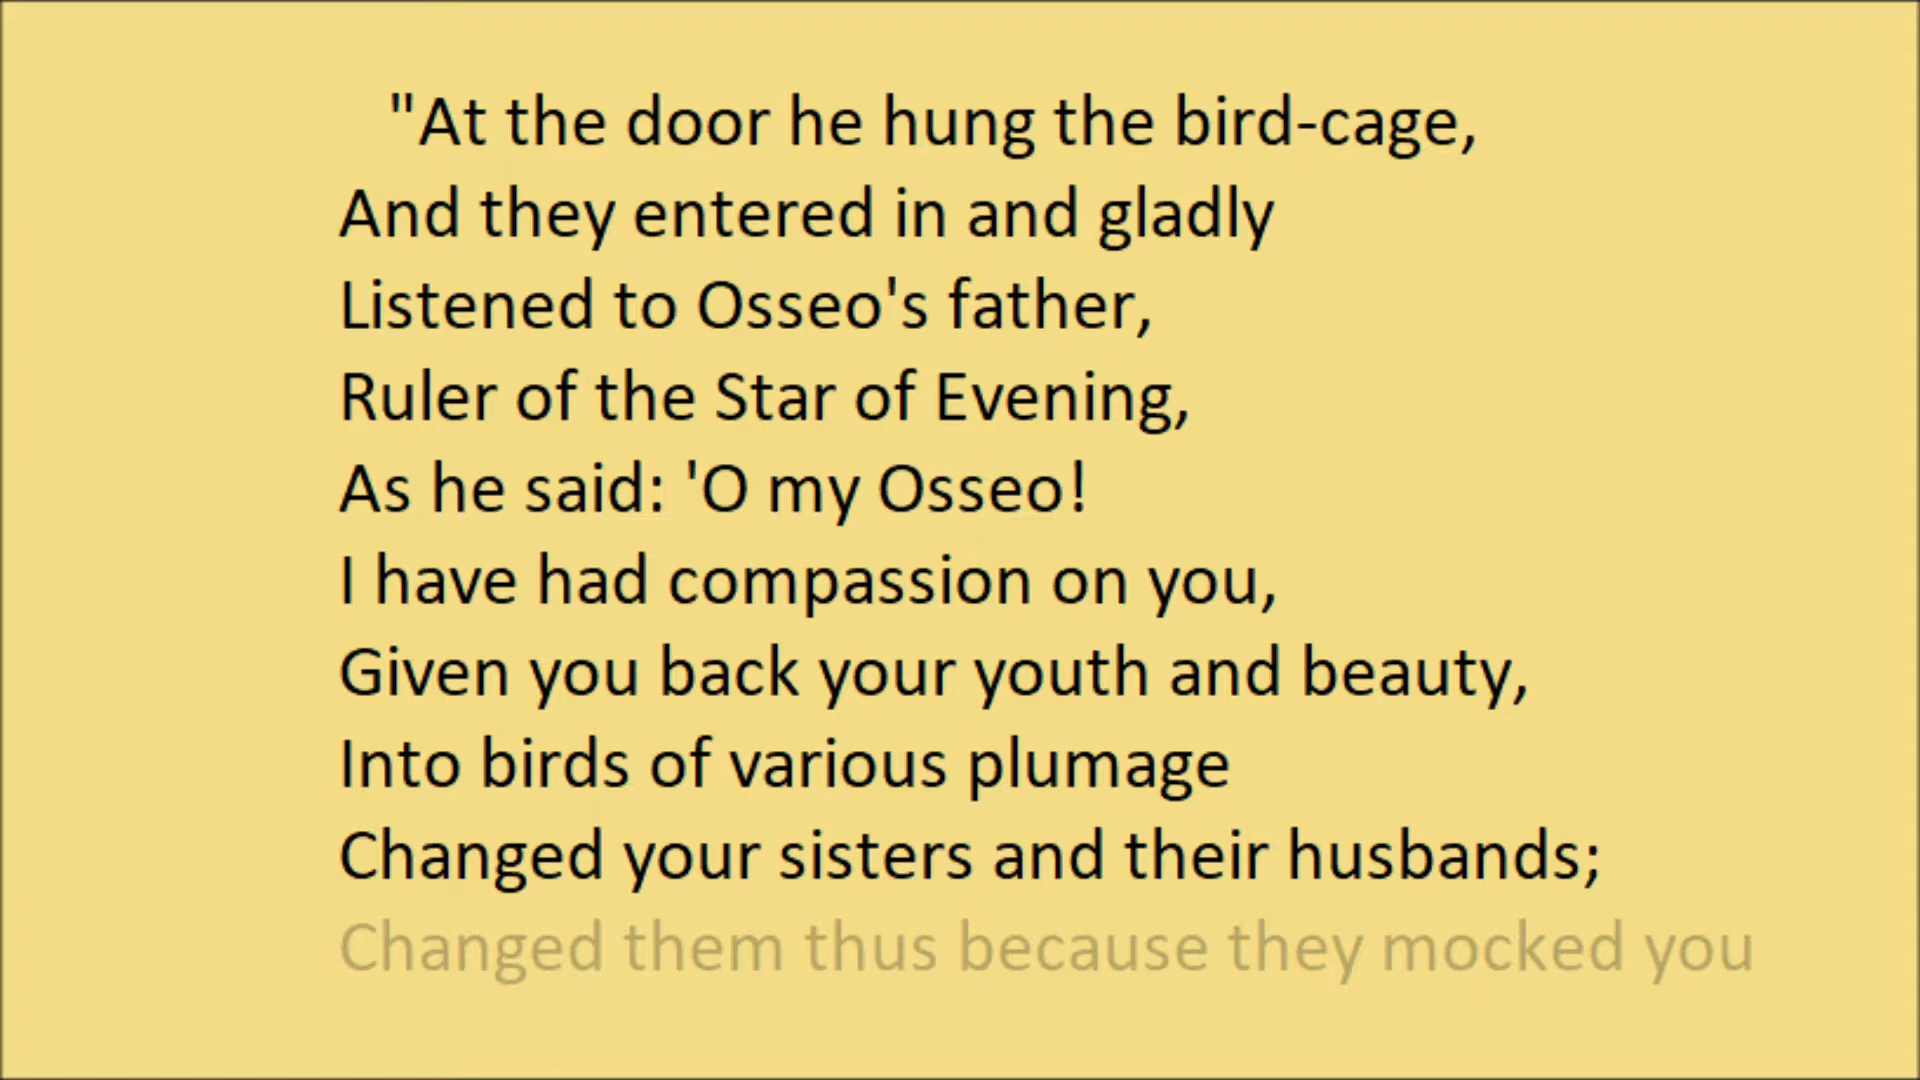 "At the door he hung the bird-cage,
And they entered in and gladly
Listened to Osseo's father,
Ruler of the Star of Evening,
As he said: 'O my Osseo!
I have had compassion on you,
Given you back your youth and beauty,
Into birds of various plumage
Changed your sisters and their husbands;
Changed them thus because they mocked you